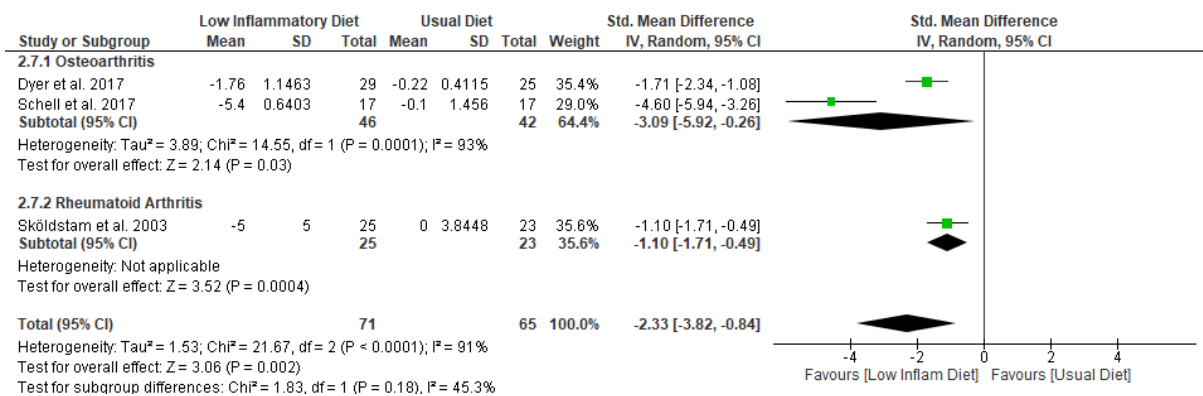 Low Inflammatory Diet Usual Diet Std. Mean Difference Std. Mean Difference
Study or Subgroup Mean SD Total Mean SD Total Weight IV, Random, 95% CI IV, Random, 95% CI
2.7.1 Osteoarthritis
Dyer et al. 2017 -1.76 1.1463 29 -0.22 0.4115 25 35.4% -1.71 [-2.34, -1.08]
Schell et al. 2017 -5.4 0.6403 17 -0.1 1.456 17 29.0% -4.60 [-5.94, -3.26]
Subtotal (95% CI) 46 42 64.4% -3.09 [-5.92, -0.26]
Heterogeneity: Tau² = 3.89; Chi² = 14.55, df = 1 (P = 0.0001); I² = 93%
Test for overall effect: Z = 2.14 (P = 0.03)
2.7.2 Rheumatoid Arthritis
Sköldstam et al. 2003 -5 5 25 0 3.8448 23 35.6% -1.10 [-1.71, -0.49]
Subtotal (95% CI) 25 23 35.6% -1.10 [-1.71, -0.49]
Heterogeneity: Not applicable
Test for overall effect: Z = 3.52 (P = 0.0004)
Total (95% CI) 71 65 100.0% -2.33 [-3.82, -0.84]
Heterogeneity: Tau² = 1.53; Chi² = 21.67, df = 2 (P < 0.0001); I² = 91%
Test for overall effect: Z = 3.06 (P = 0.002)
Test for subgroup differences: Chi² = 1.83, df = 1 (P = 0.18), I² = 45.3%
-4 -2 0 2 4
Favours [Low Inflam Diet] Favours [Usual Diet]